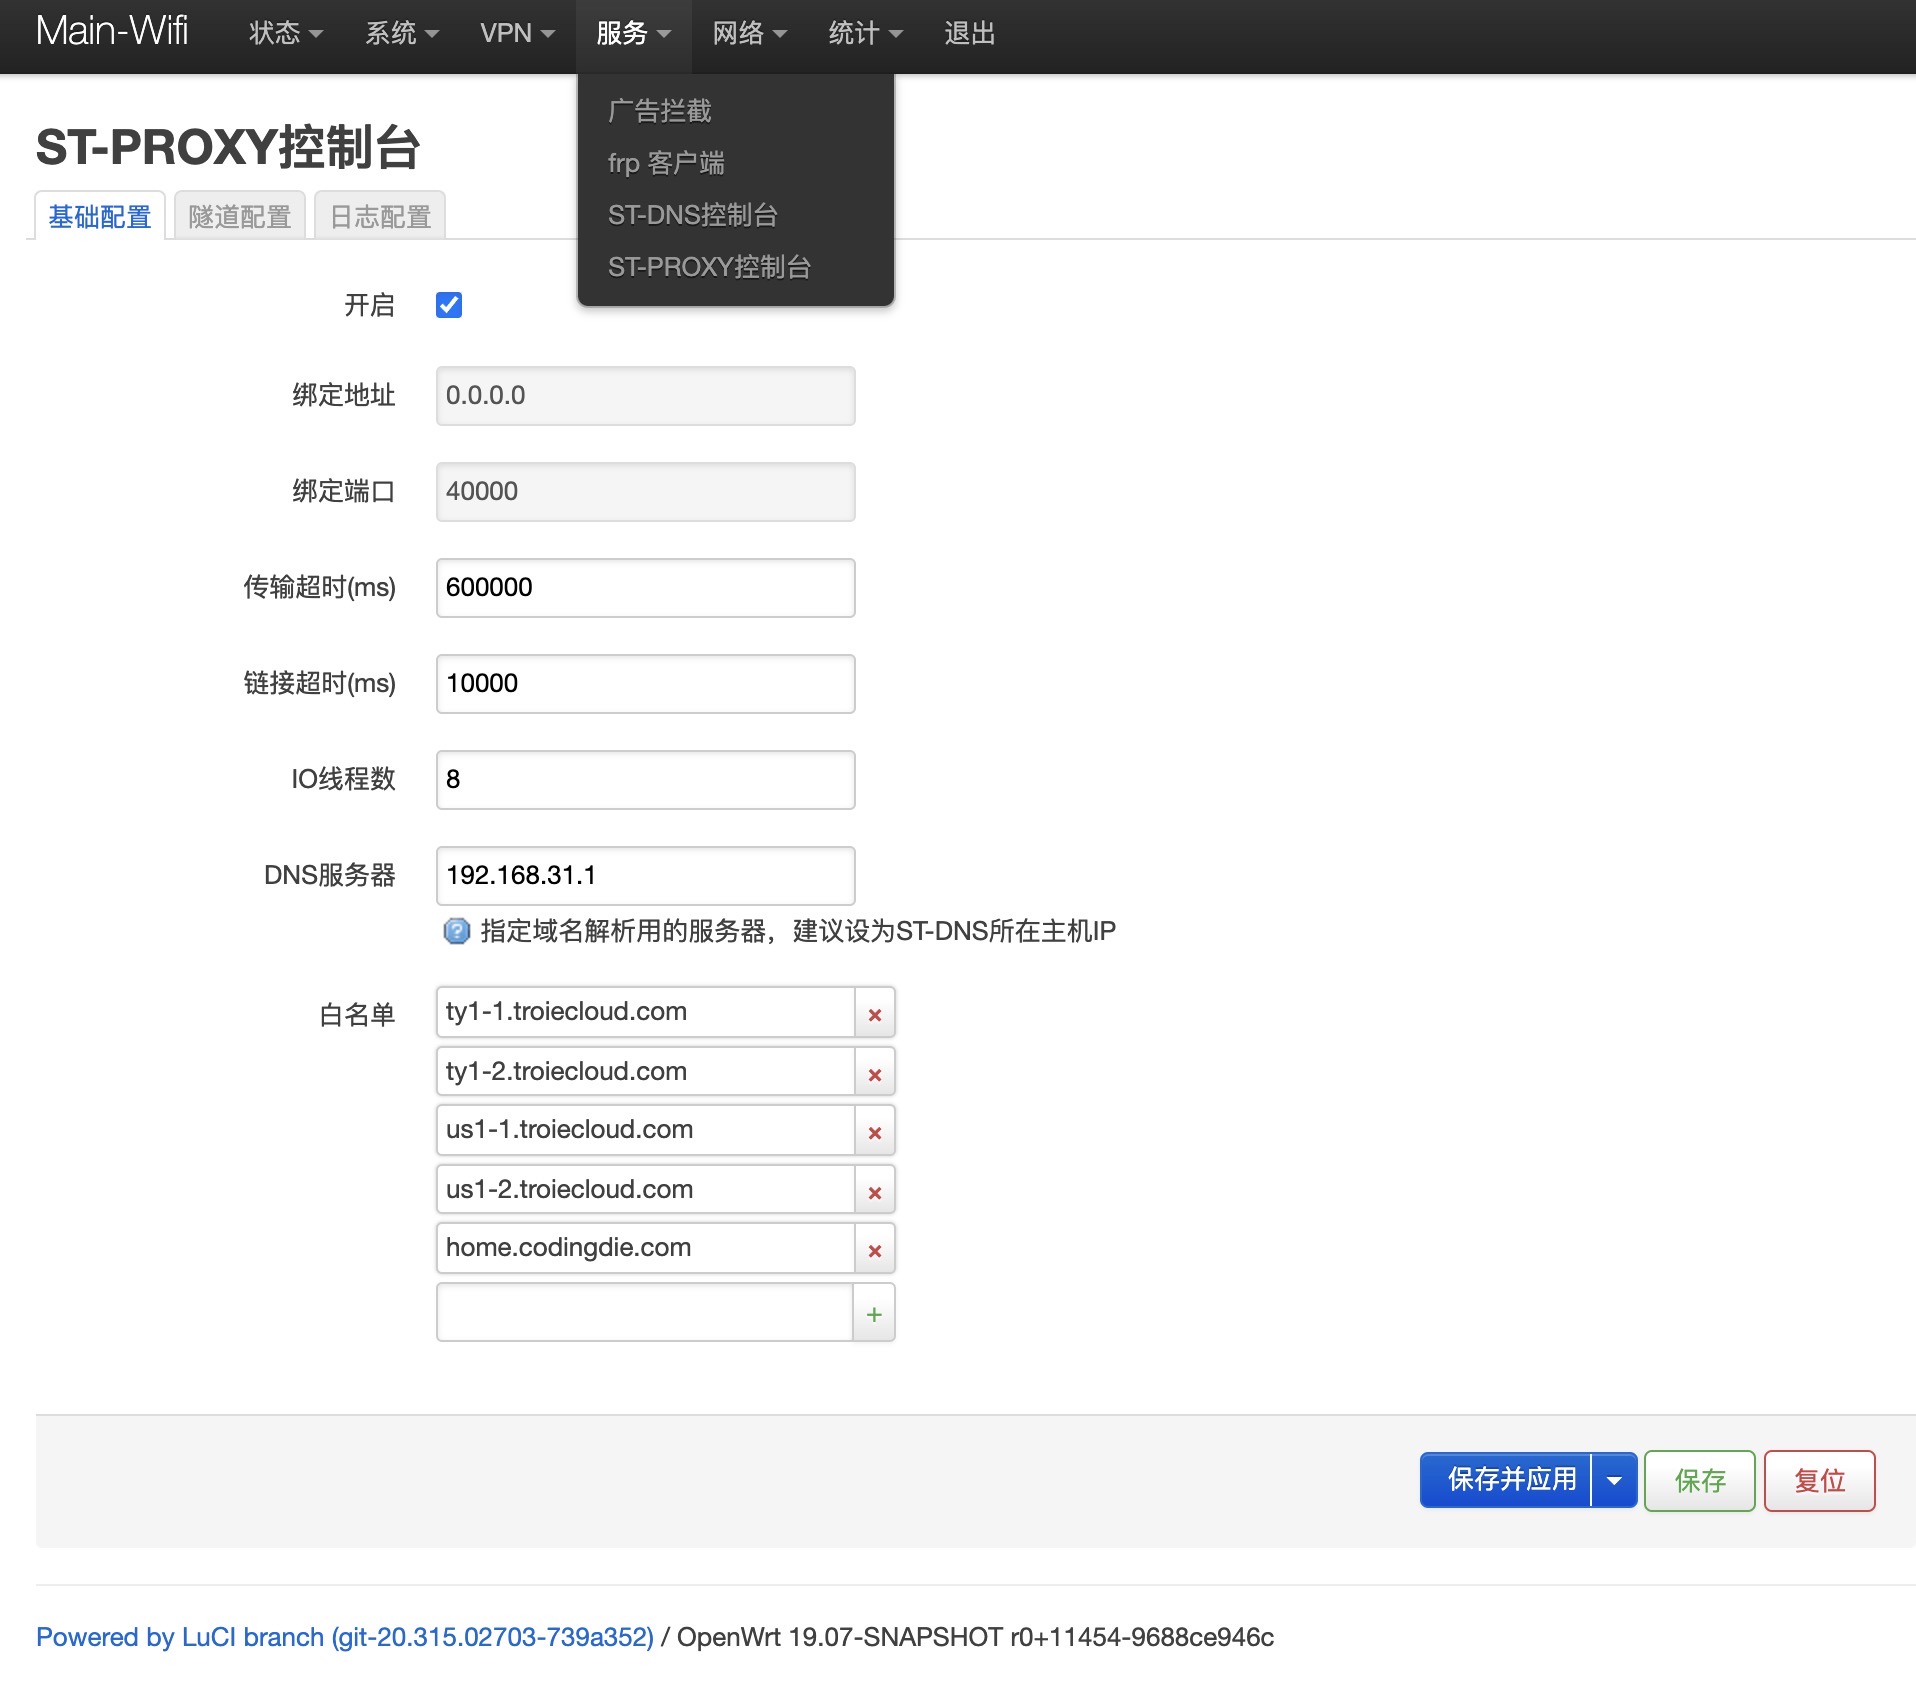 Main-Wifi 状态 系统 VPN 服务 网络 统计 退出
广告拦截
frp 客户端
ST-DNS控制台
ST-PROXY控制台
ST-PROXY控制台
基础配置 隧道配置 日志配置
开启
绑定地址 0.0.0.0
绑定端口 40000
传输超时(ms) 600000
链接超时(ms) 10000
IO线程数 8
DNS服务器 192.168.31.1
指定域名解析用的服务器，建议设为ST-DNS所在主机IP
白名单 ty1-1.troiecloud.com
ty1-2.troiecloud.com
us1-1.troiecloud.com
us1-2.troiecloud.com
home.codingdie.com
保存并应用 保存 复位
Powered by LuCI branch (git-20.315.02703-739a352) / OpenWrt 19.07-SNAPSHOT r0+11454-9688ce946c